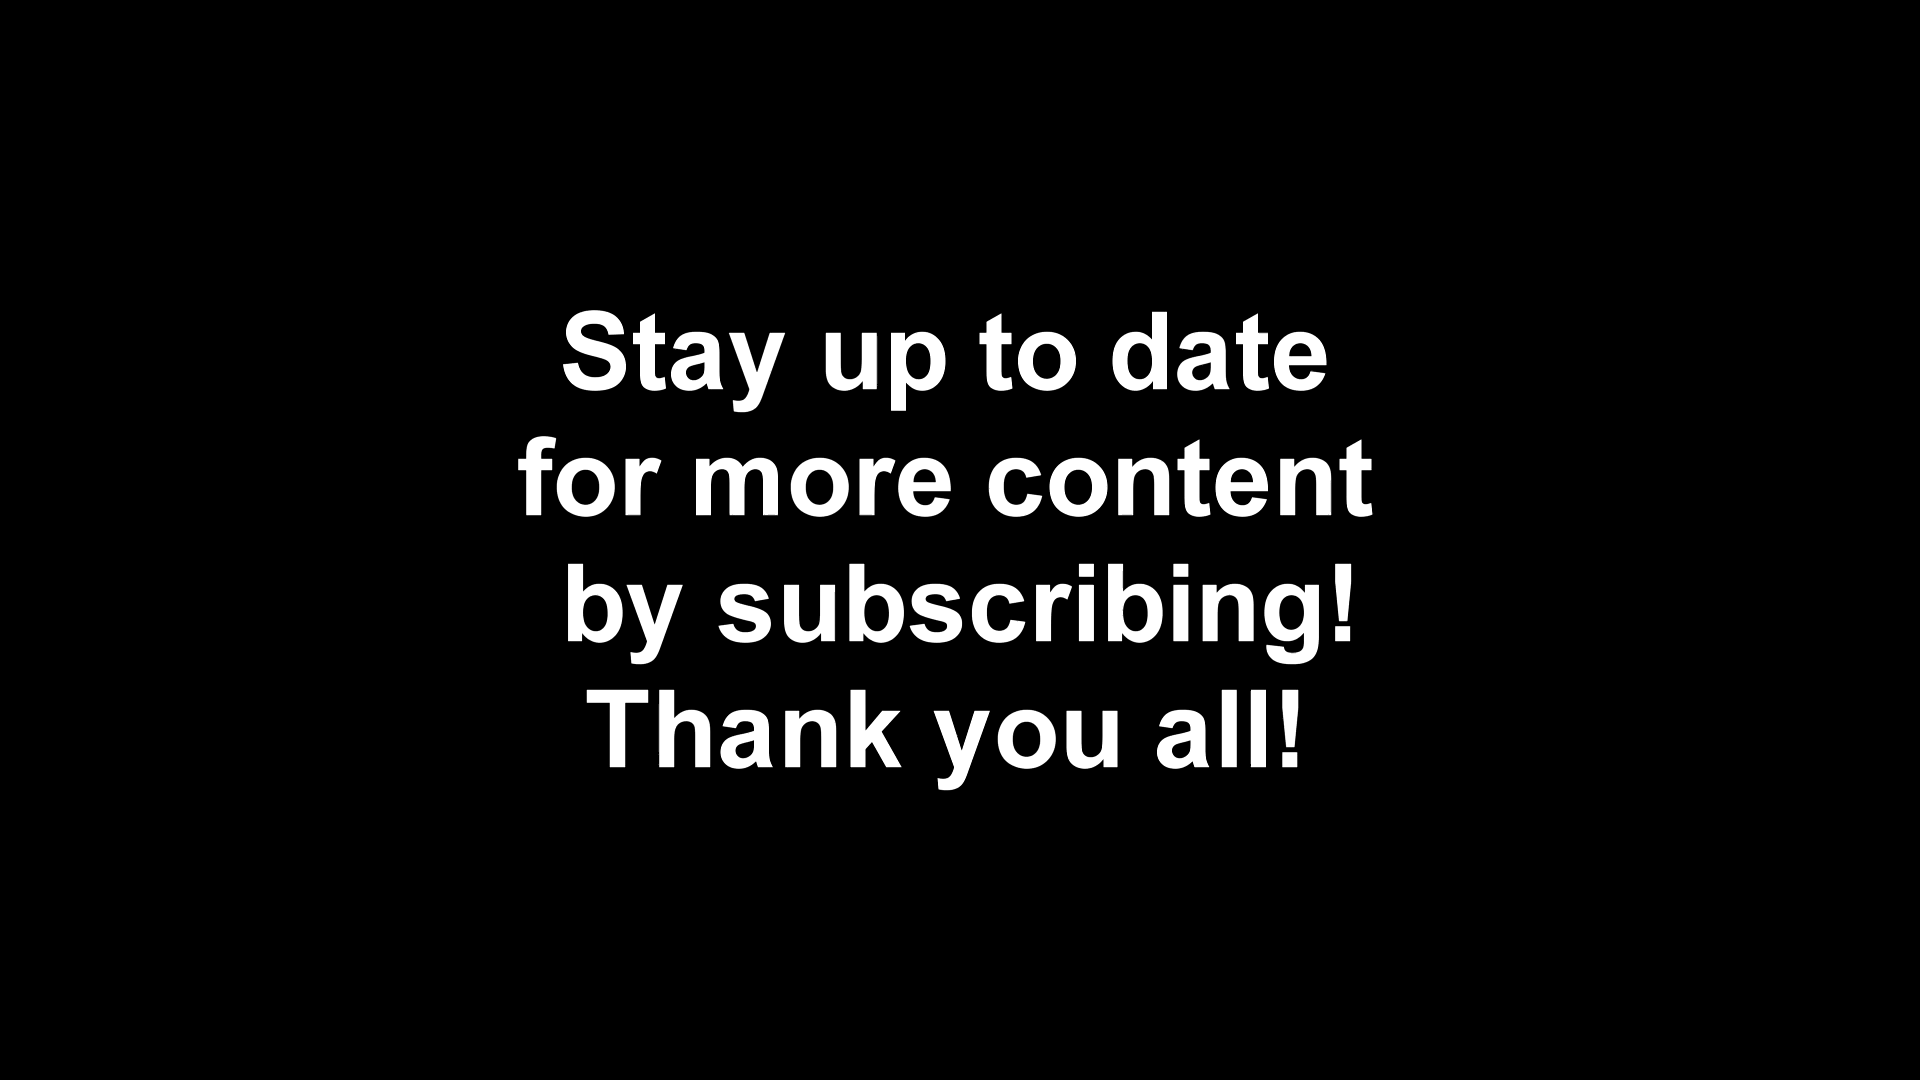 Stay up to date
for more content
by subscribing!
Thank you all!